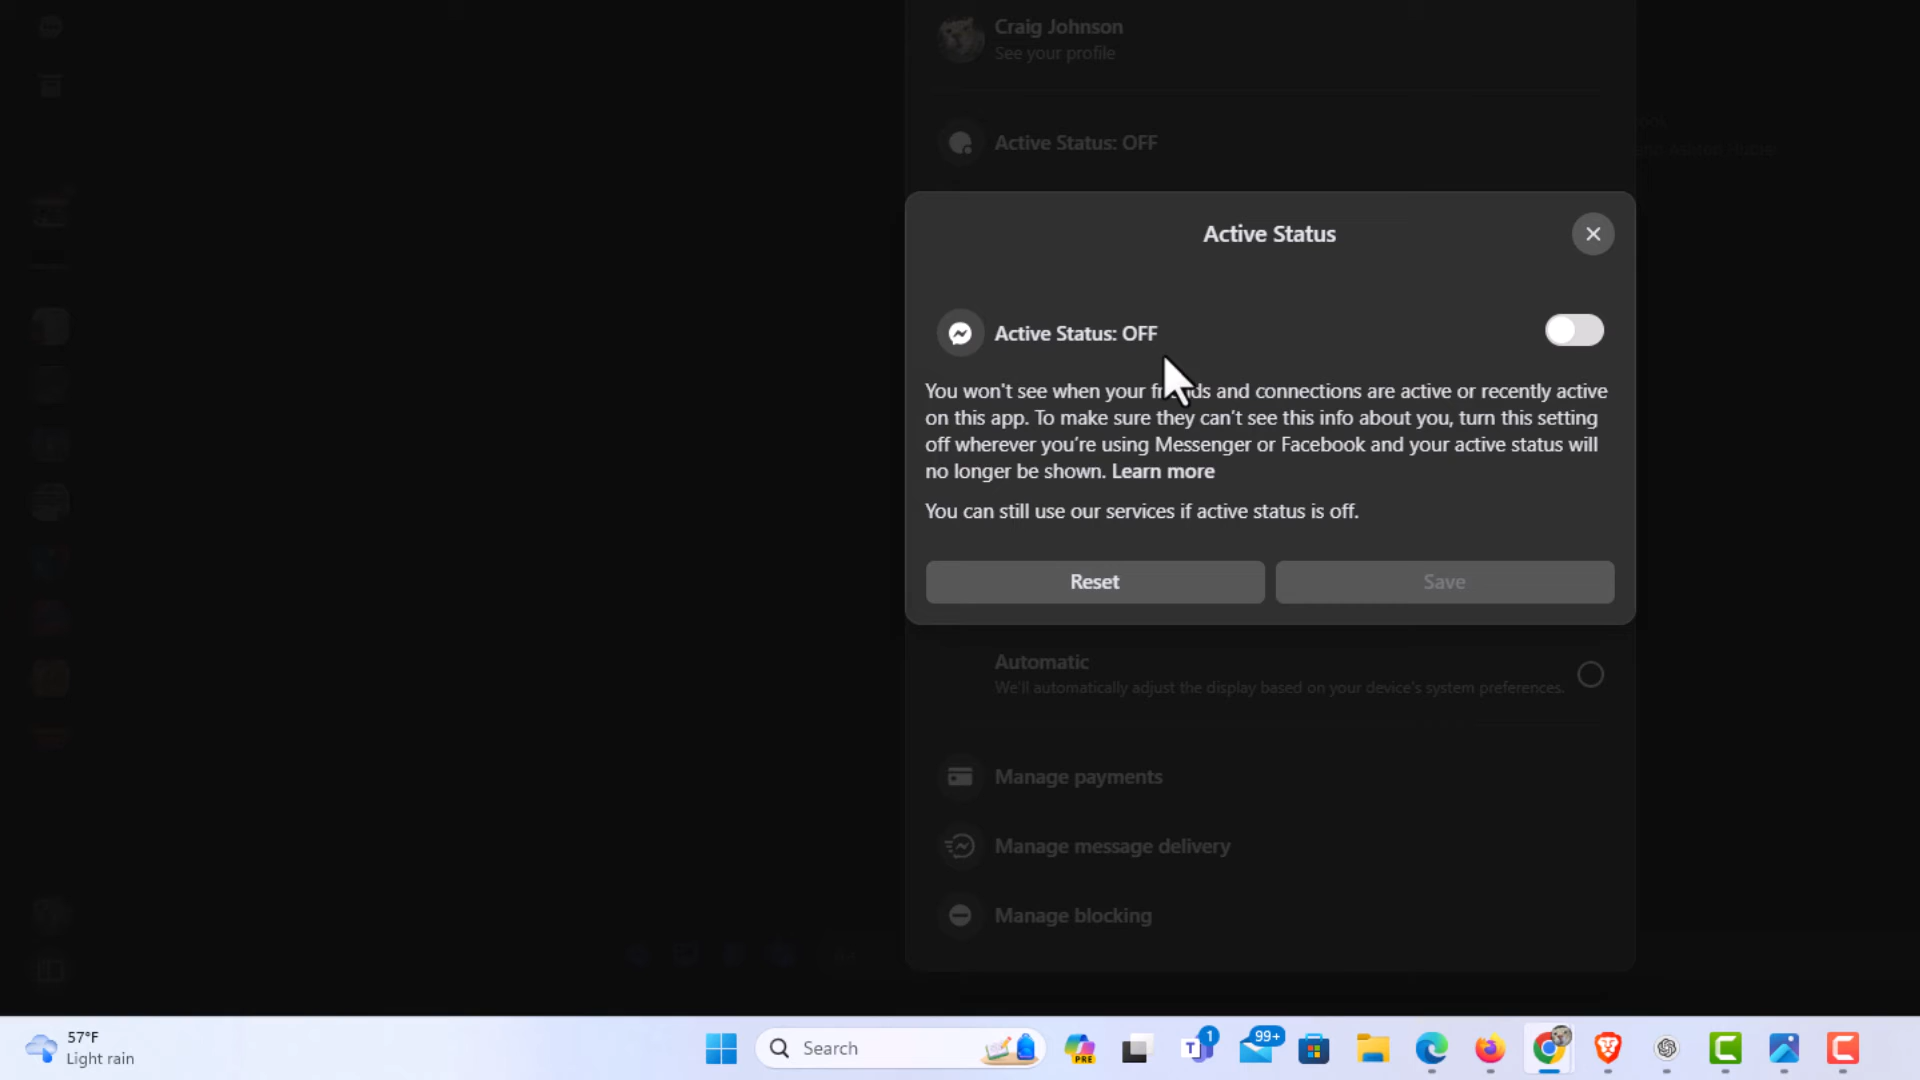 Craig Johnson
See your profile
Active Status: OFF
Active Status
Active Status: OFF
You won't see when your friends and connections are active or recently active
on this app. To make sure they can't see this info about you, turn this setting
off wherever you're using Messenger or Facebook and your active status will
no longer be shown. Learn more
You can still use our services if active status is off.
Reset
Save
Automatic
We'll automatically adjust the display based on your device's system preferences.
Manage payments
Manage message delivery
Manage blocking
Aa
57°F
Light rain
Search
PRE
T
1
99+